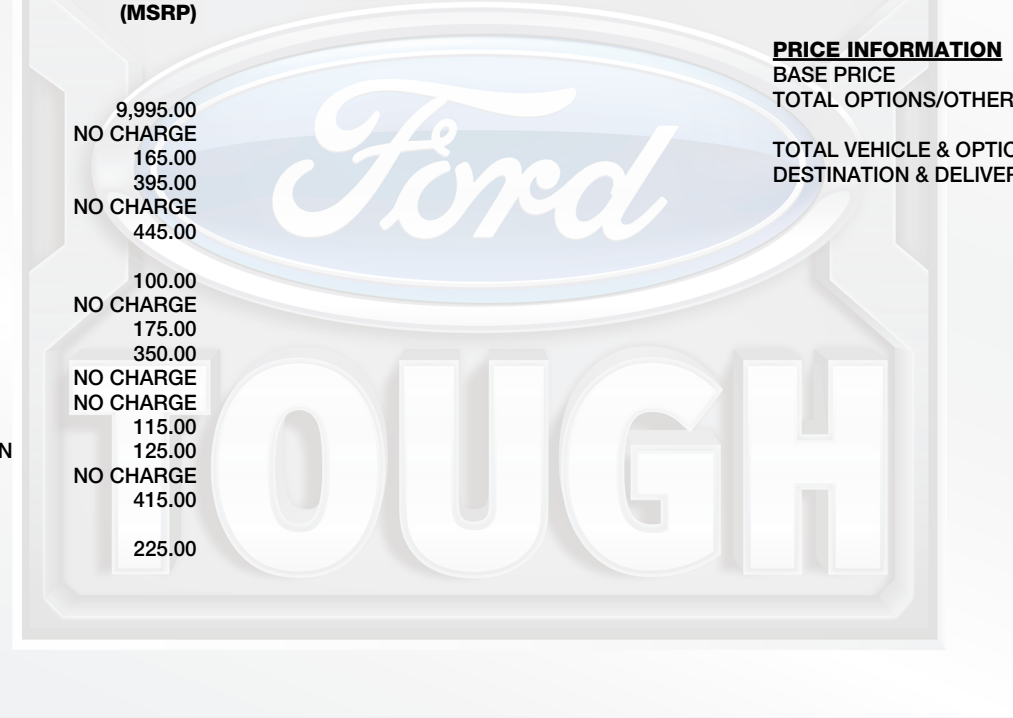 (MSRP)
9,995.00
NO CHARGE
165.00
395.00
NO CHARGE
445.00
100.00
NO CHARGE
175.00
350.00
NO CHARGE
NO CHARGE
115.00
N 125.00
NO CHARGE
415.00
225.00
PRICE INFORMATION
BASE PRICE
TOTAL OPTIONS/OTHER
TOTAL VEHICLE & OPTIO
DESTINATION & DELIVER
Ford
TOUGH